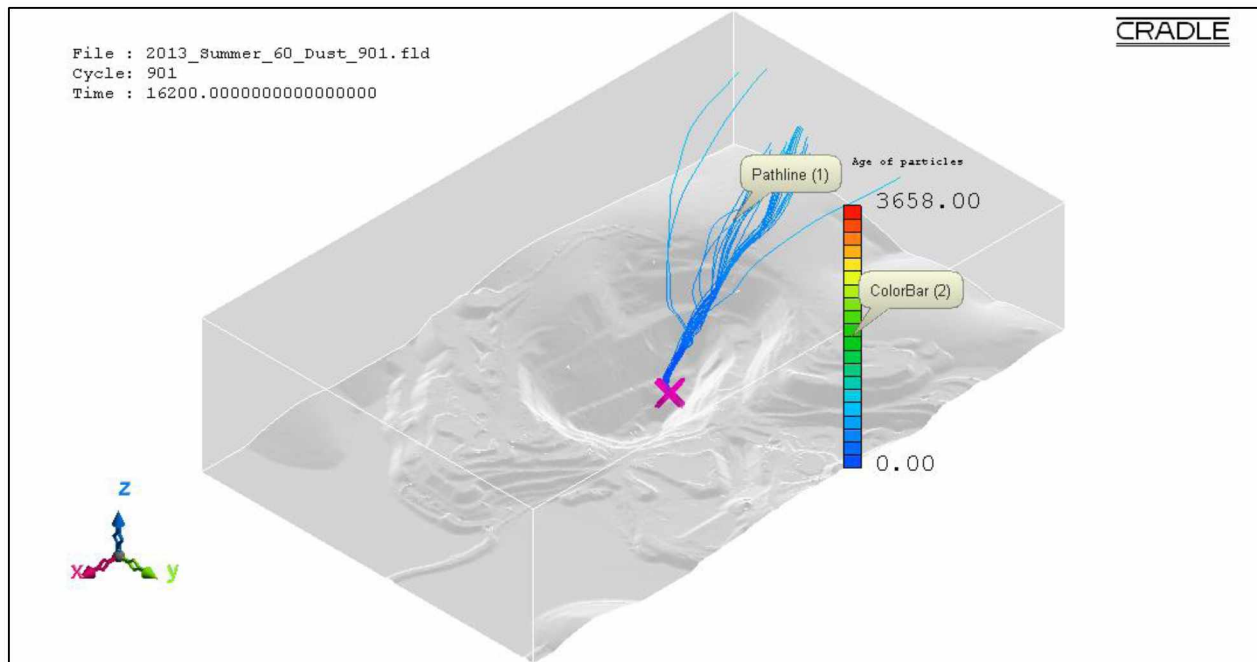 CRADLE
File : 2013_Summer_60_Dust_901.fld
Cycle: 901
Time : 16200.0000000000000000
Age of particles
Pathline (1)
3658.00
ColorBar (2)
0.00
z
x
y